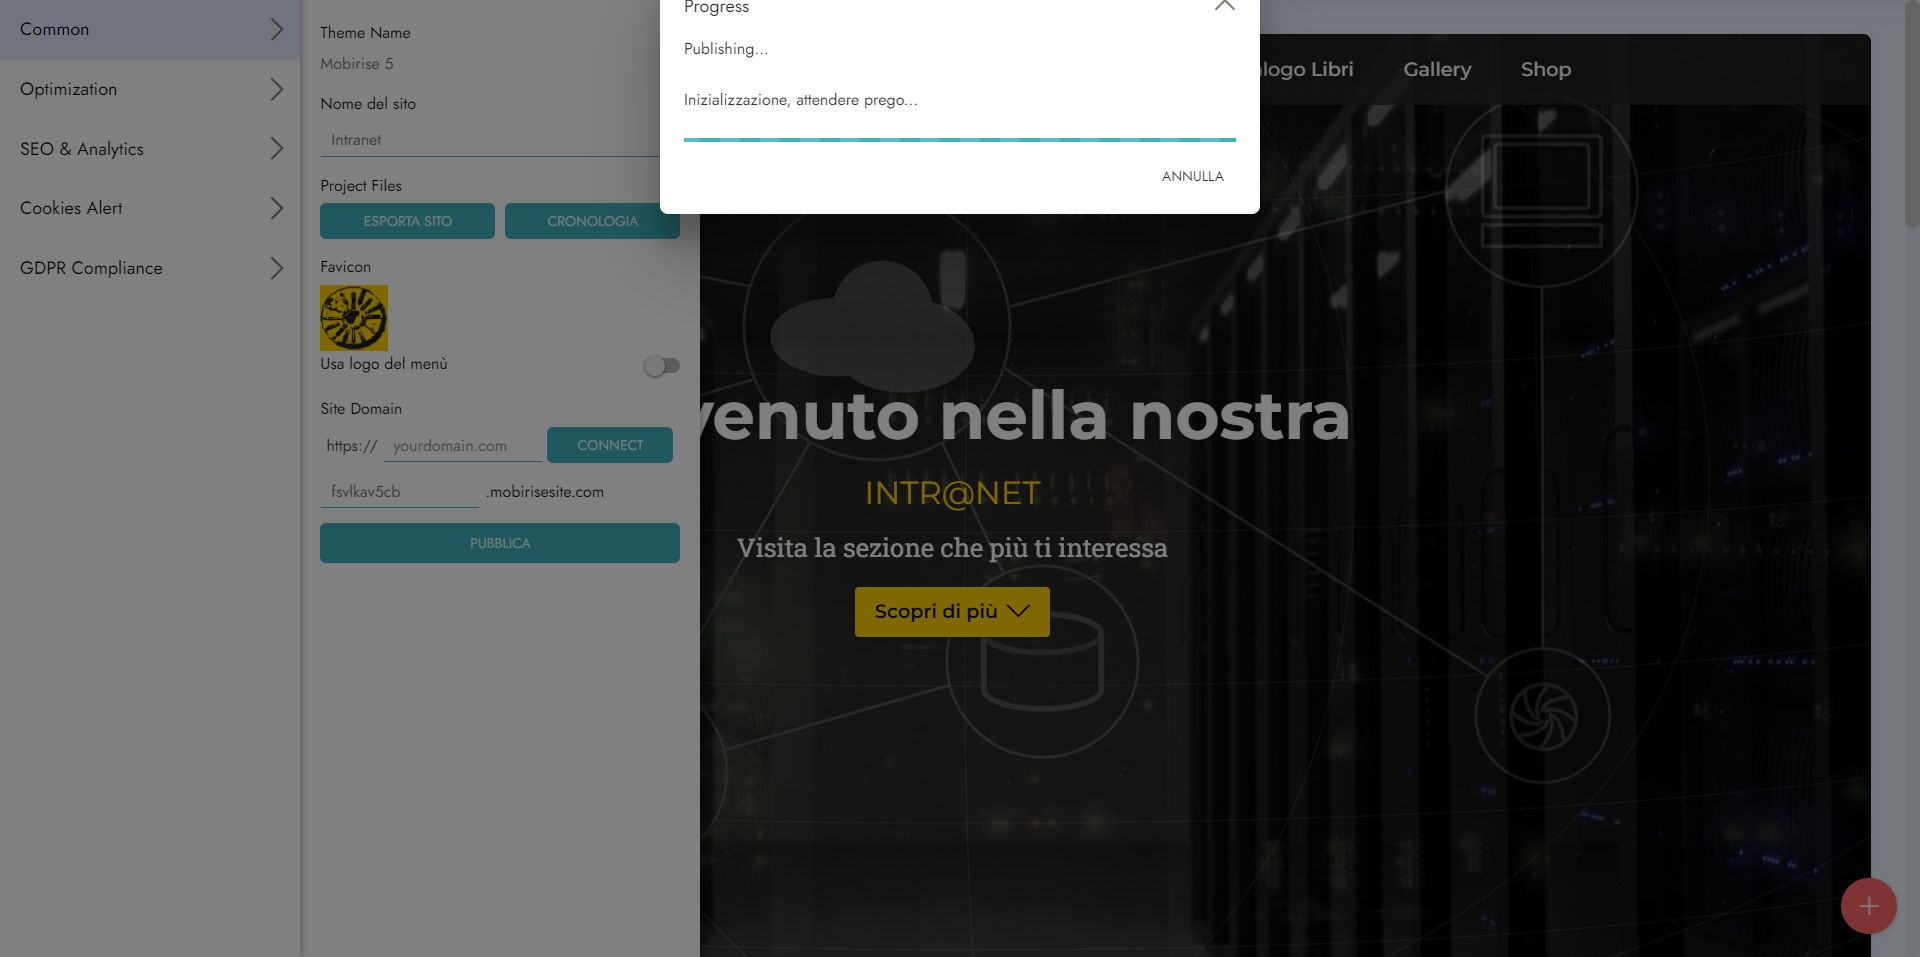 Common
Optimization
SEO & Analytics
Cookies Alert
GDPR Compliance
Theme Name
Mobirise 5
Nome del sito
Intranet
Project Files
ESPORTA SITO
CRONOLOGIA
Favicon
Usa logo del menù
Site Domain
https://
yourdomain.com
CONNECT
fsvlkav5cb
.mobirisesite.com
PUBBLICA
Progress
Publishing...
Inizializzazione, attendere prego...
ANNULLA
Libri
Gallery
Shop
nella nostra
INTR@NET
Visita la sezione che più ti interessa
Scopri di più